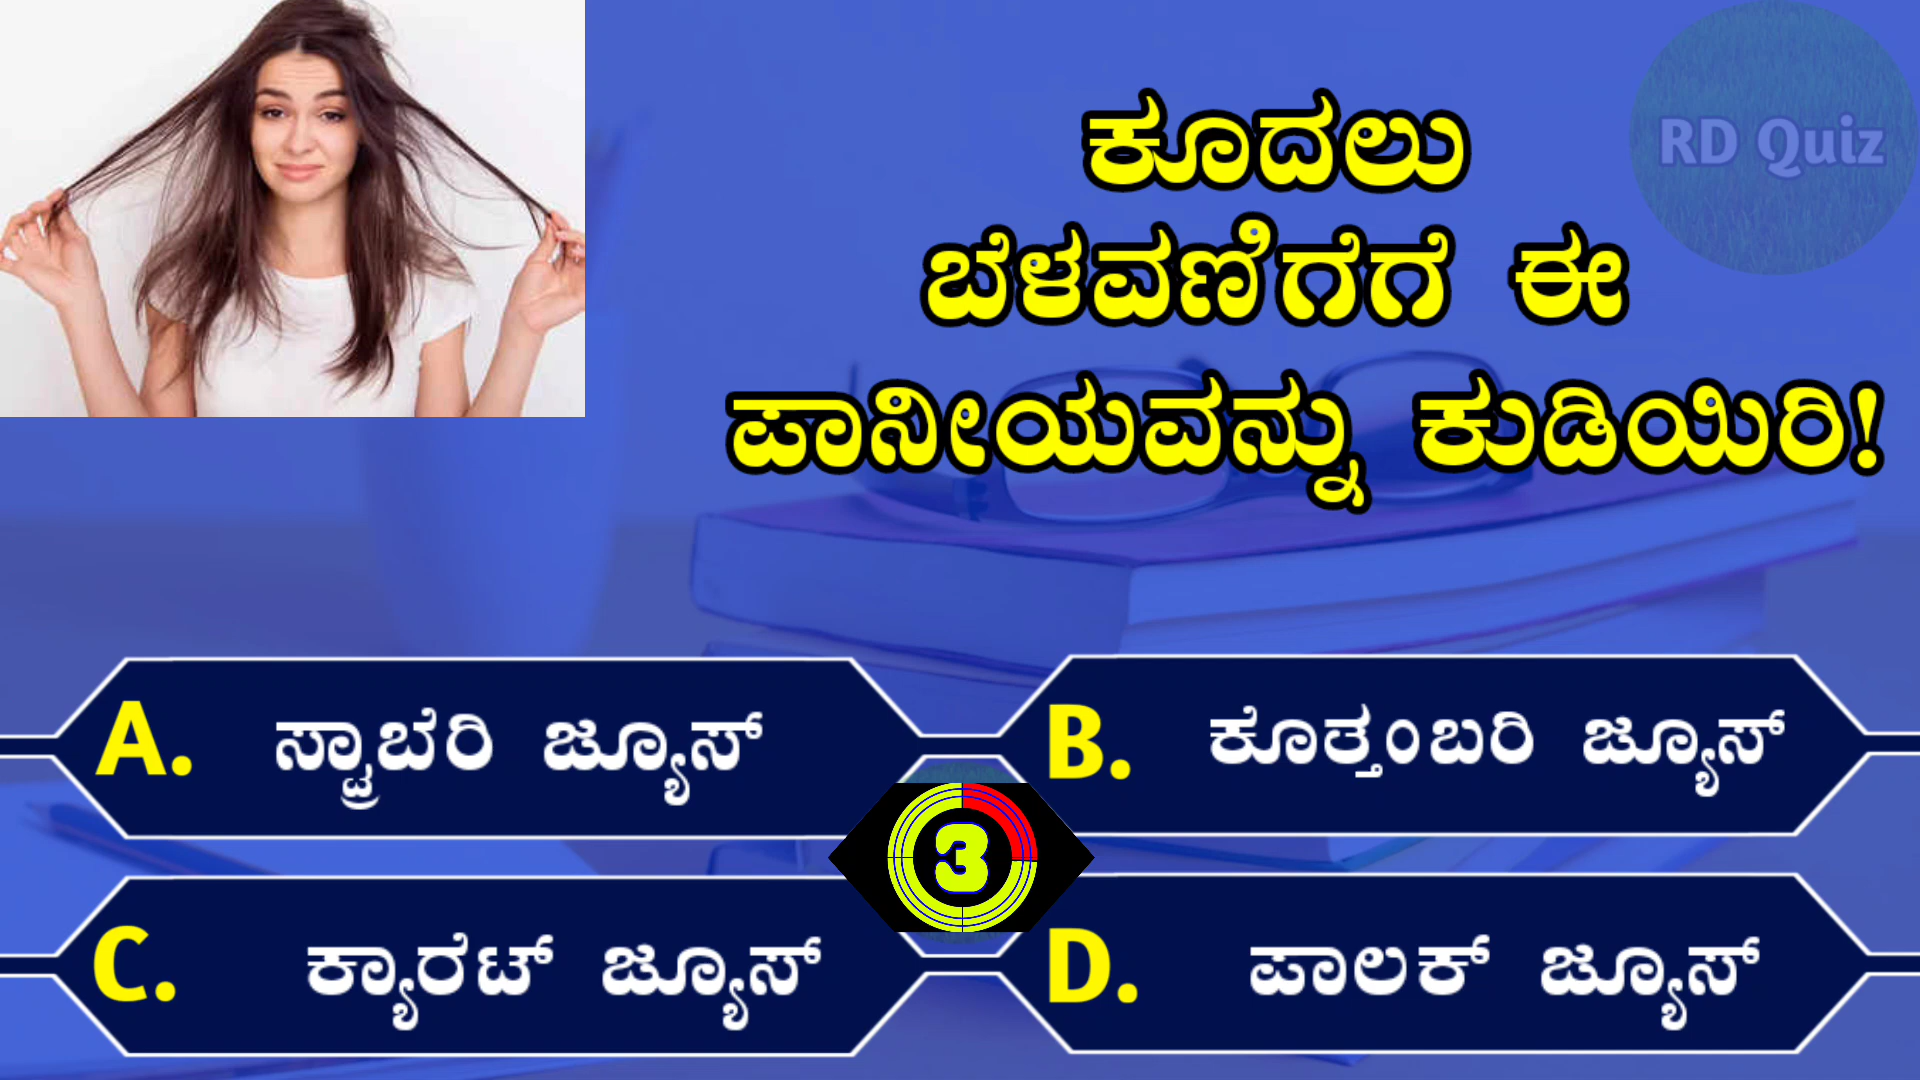 RD Quiz
ಕೂದಲು
ಬೆಳವಣಿಗೆಗೆ ಈ
ಪಾನೀಯವನ್ನು ಕುಡಿಯಿರಿ!
A. ಸ್ಟ್ರಾಬೆರಿ ಜ್ಯೂಸ್
B. ಕೊತ್ತಂಬರಿ ಜ್ಯೂಸ್
3
C. ಕ್ಯಾರೆಟ್ ಜ್ಯೂಸ್
D. ಪಾಲಕ್ ಜ್ಯೂಸ್